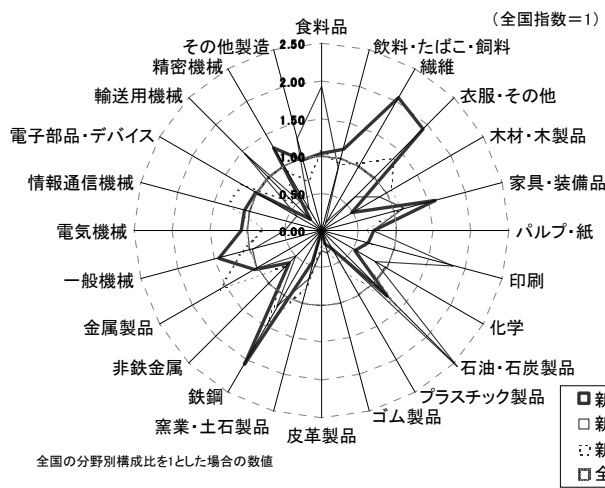 (全国指数=1)
食料品
飲料・たばこ・飼料
繊維
衣服・その他
木材・木製品
家具・装備品
パルプ・紙
印刷
化学
石油・石炭製品
プラスチック製品
ゴム製品
皮革製品
窯業・土石製品
鉄鋼
非鉄金属
金属製品
一般機械
電気機械
情報通信機械
電子部品・デバイス
輸送用機械
精密機械
その他製造
2.50
2.00
1.50
1.00
0.50
0.00
新
新
新
全
全国の分野別構成比を1とした場合の数値